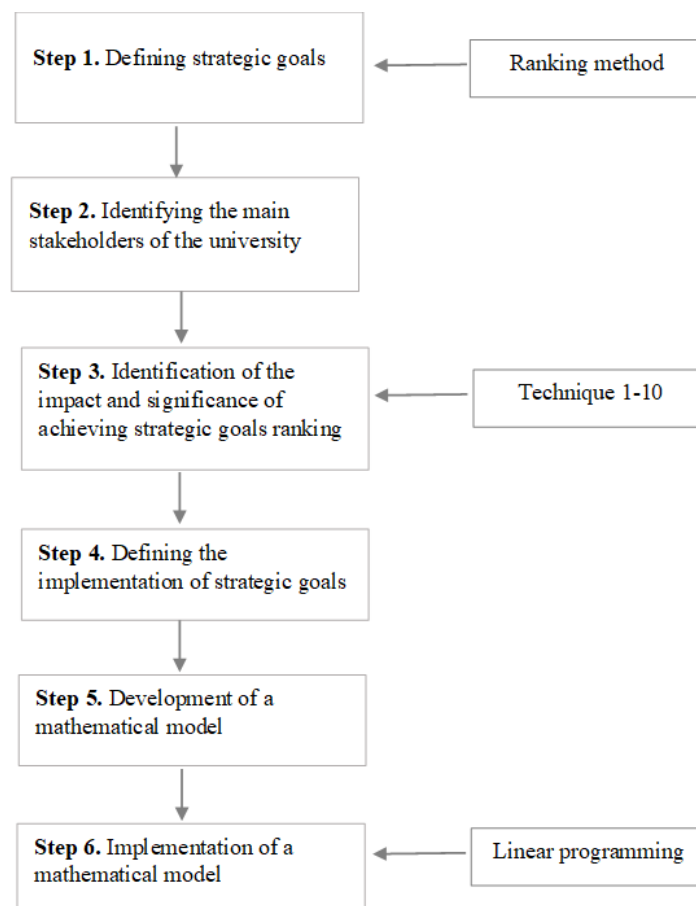 Step 1. Defining strategic goals
Ranking method
Step 2. Identifying the main
stakeholders of the university
Step 3. Identification of the
impact and significance of
achieving strategic goals ranking
Technique 1-10
Step 4. Defining the
implementation of strategic goals
Step 5. Development of a
mathematical model
Step 6. Implementation of a
mathematical model
Linear programming